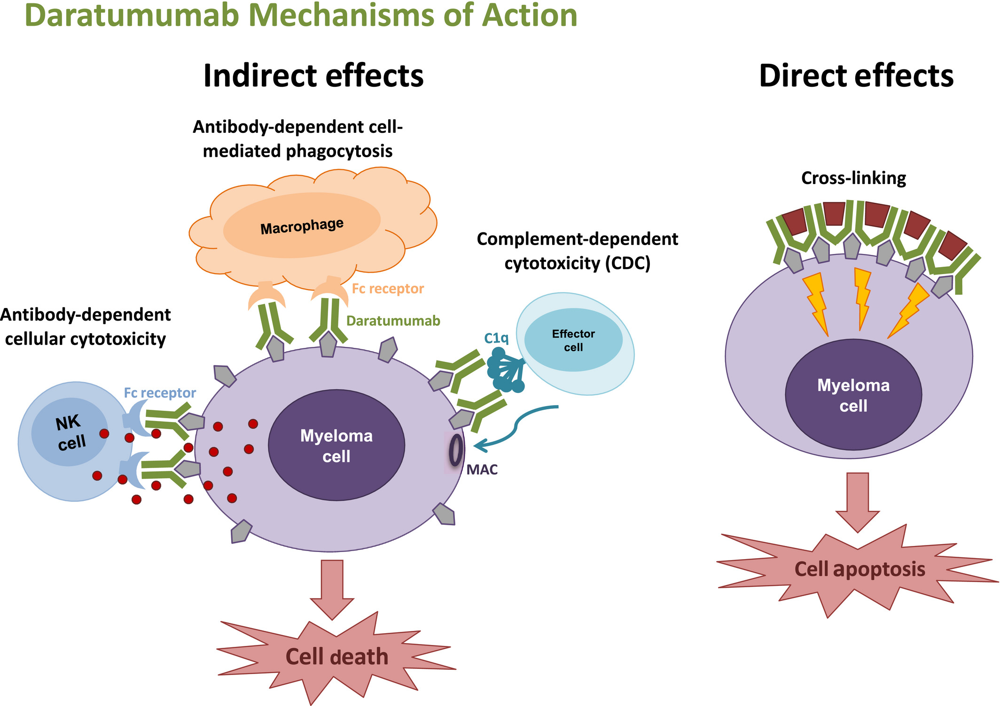 Daratumumab Mechanisms of Action
Indirect effects
Direct effects
Antibody-dependent cell-
mediated phagocytosis
Macrophage
Fc receptor
Daratumumab
Antibody-dependent
cellular cytotoxicity
Fc receptor
NK
cell
Myeloma
cell
Complement-dependent
cytotoxicity (CDC)
C1q
Effector
cell
MAC
Cell death
Cross-linking
Myeloma
cell
Cell apoptosis